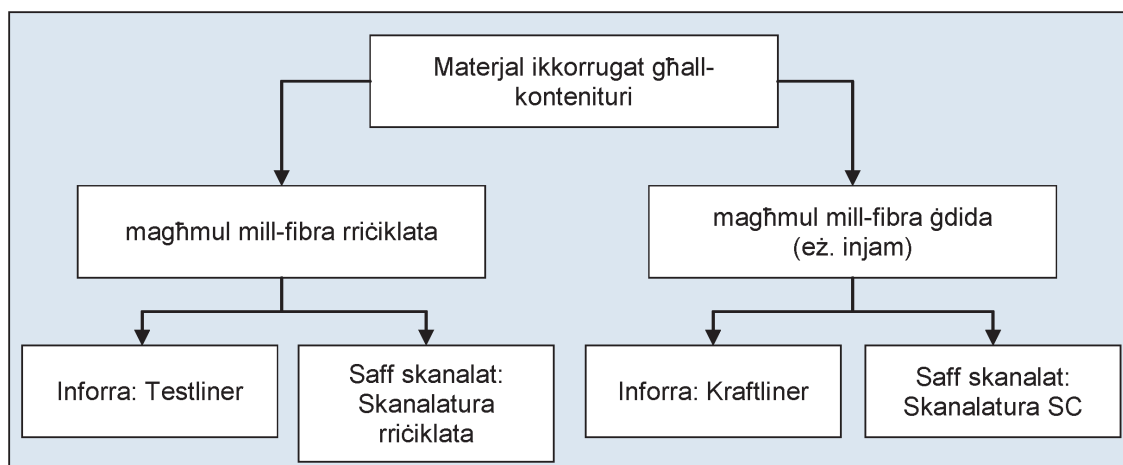 Materjal ikkorrugat għall-
kontenituri
magħmul mill-fibra rriċiklata
magħmul mill-fibra ġdida
(eż. injam)
Inforra: Testliner
Saff skanalat:
Skanalatura
rriċiklata
Inforra: Kraftliner
Saff skanalat:
Skanalatura SC